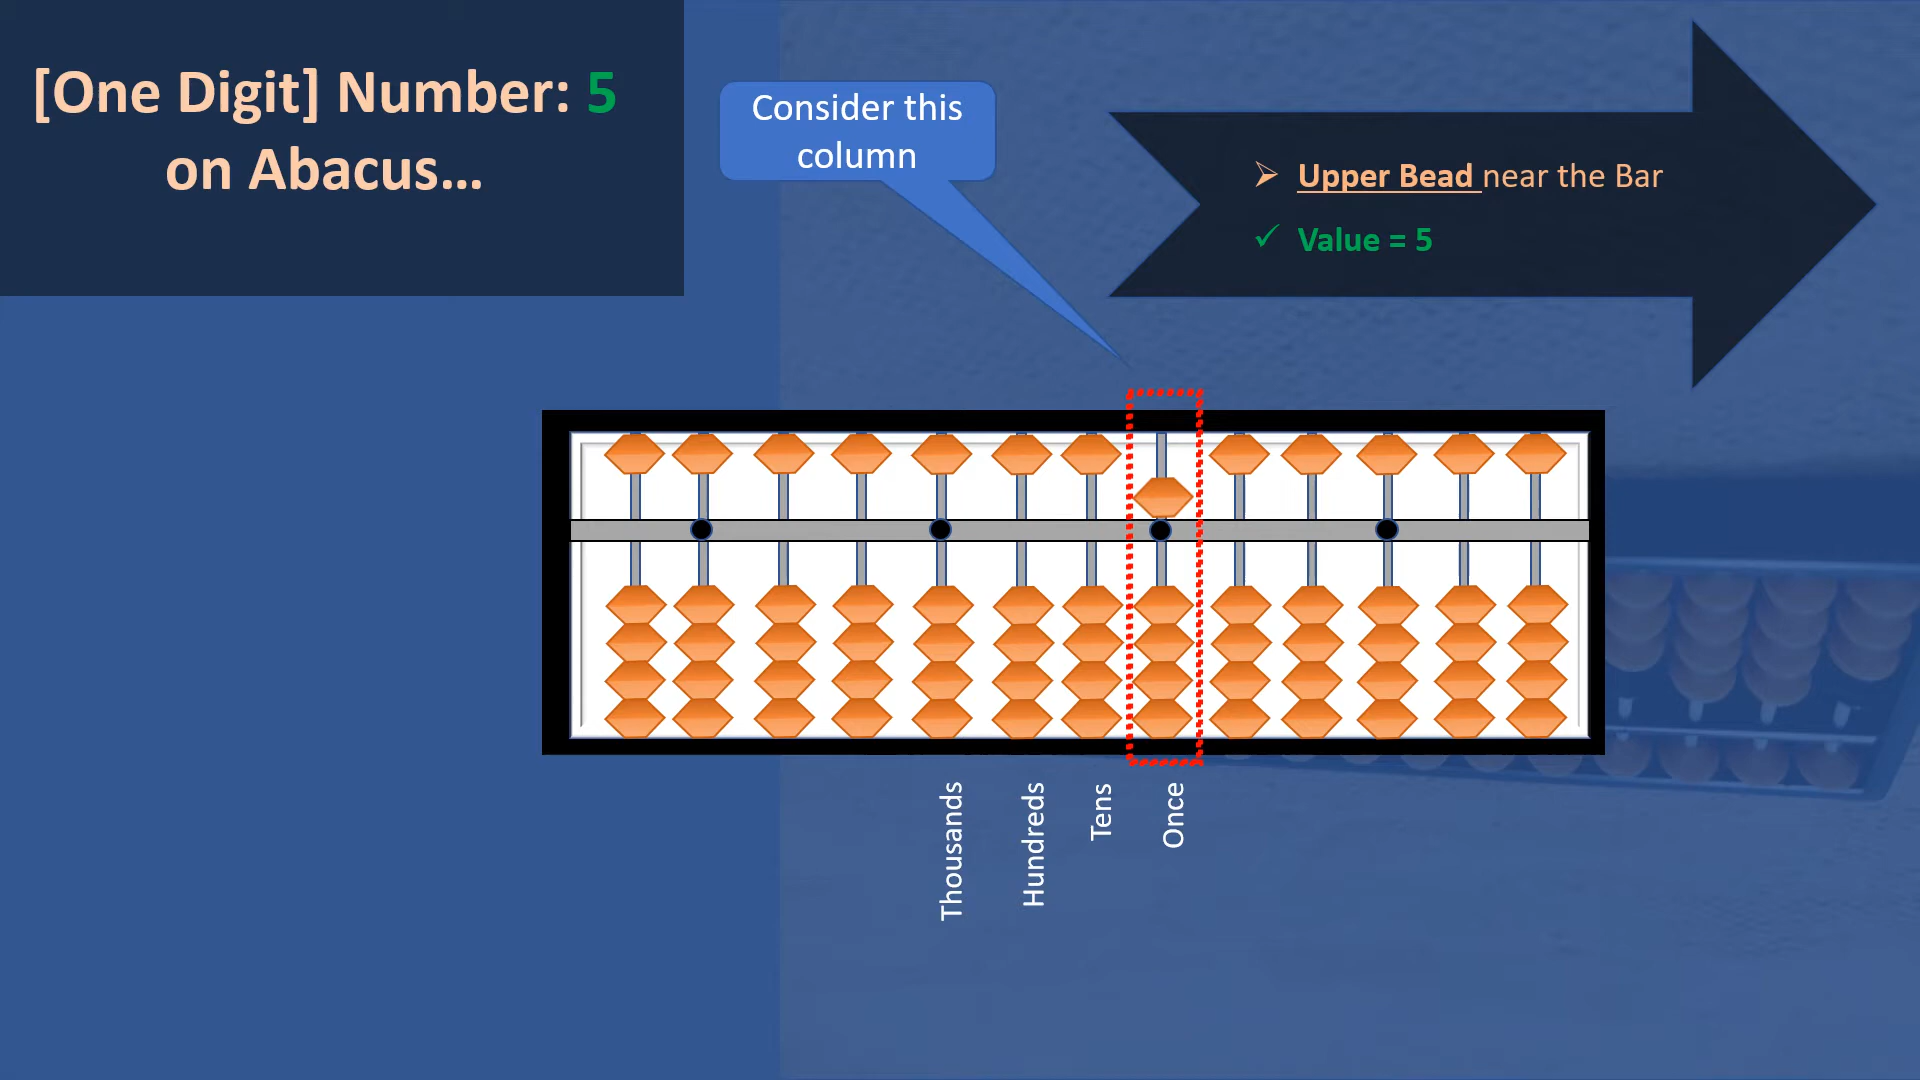 [One Digit] Number: 5
on Abacus...
Consider this
column
➢ Upper Bead near the Bar
✓ Value = 5
Thousands
Hundreds
Tens
Once